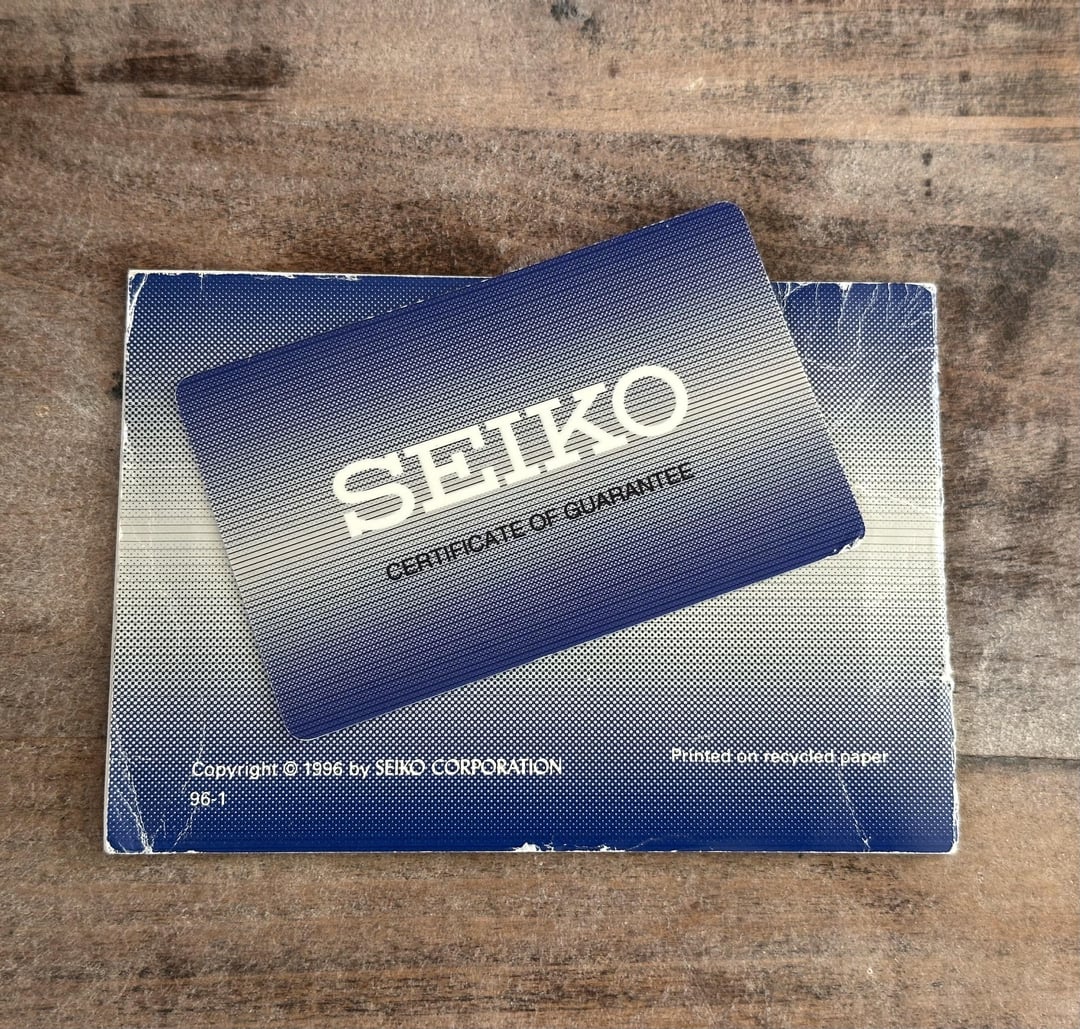 SEIKO
CERTIFICATE OF GUARANTEE
Copyright © 1996 by SEIKO CORPORATION
Printed on recycled paper
96-1